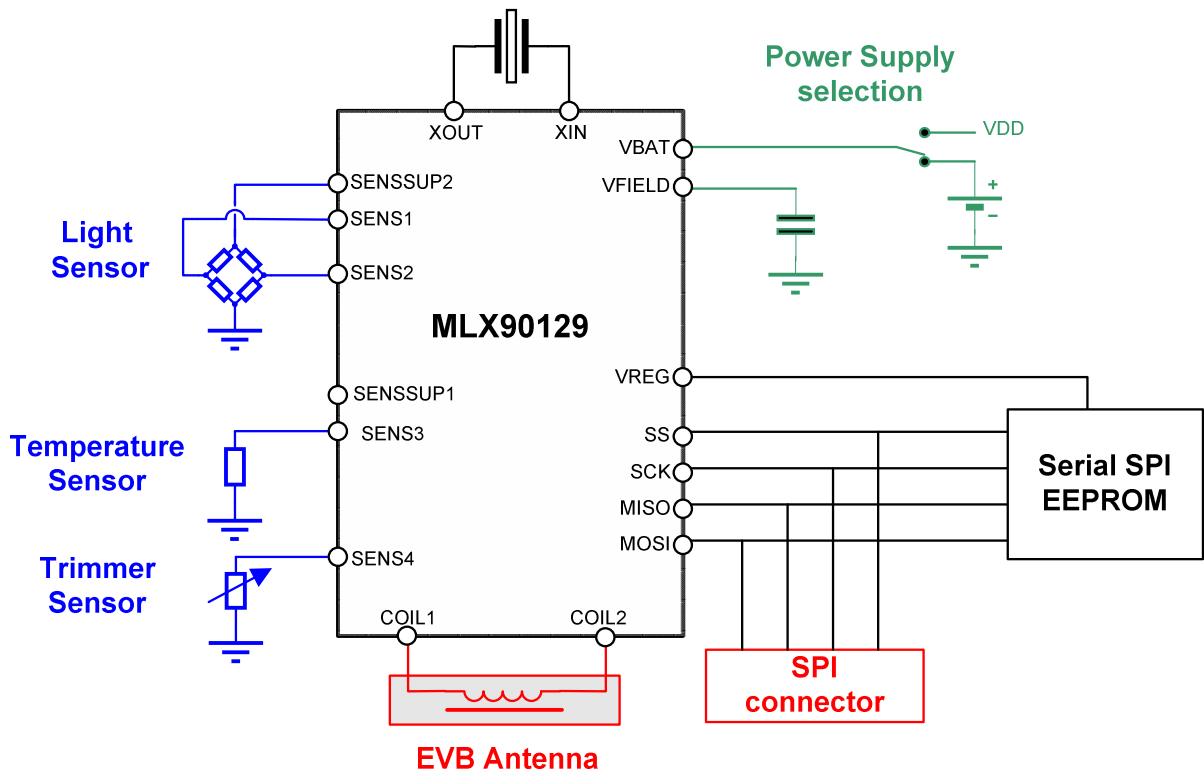 Power Supply
selection
XOUT
XIN
VDD
VBAT
SENSSUP2
VFIELD
+
-
SENS1
Light
Sensor
SENS2
MLX90129
VREG
SENSSUP1
Temperature
Sensor
SENS3
SS
SCK
MISO
MOSI
Serial SPI
EEPROM
Trimmer
Sensor
SENS4
COIL1
COIL2
SPI
connector
EVB Antenna